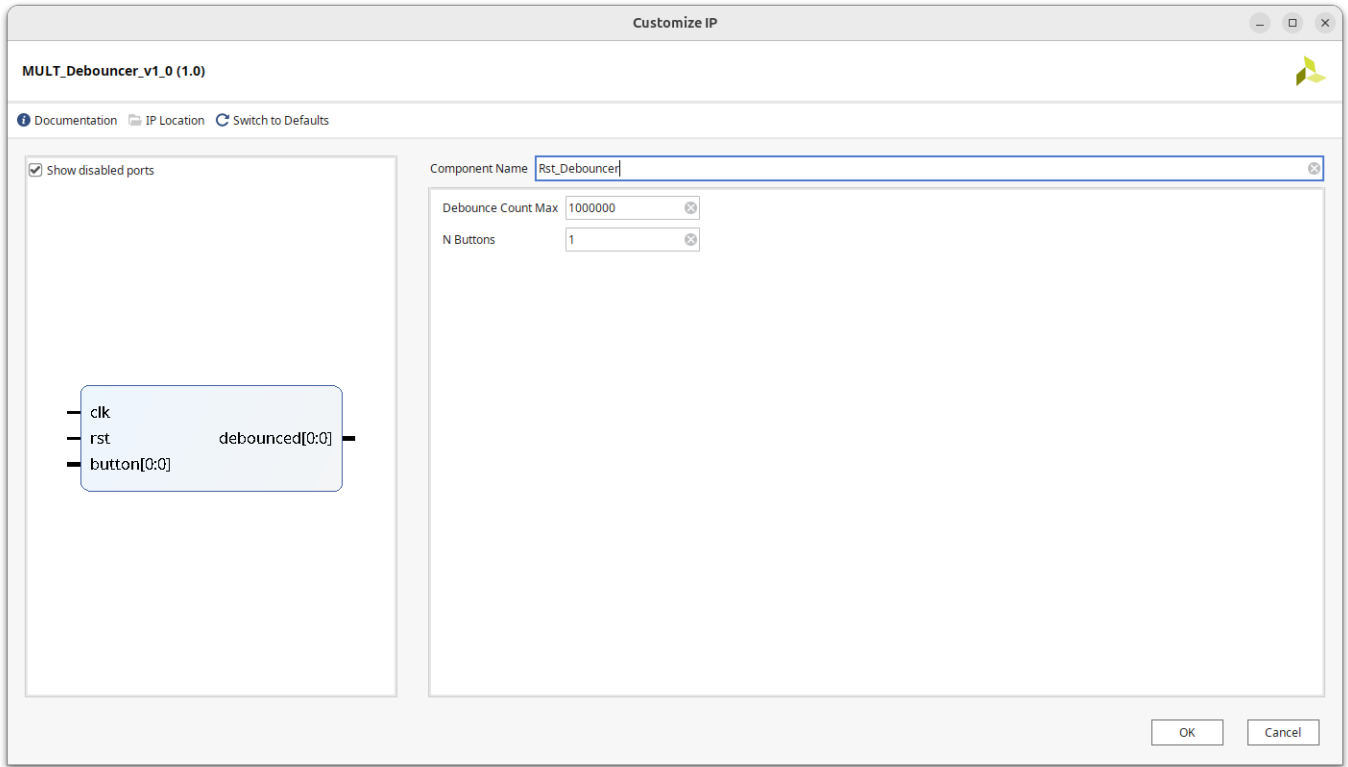 Customize IP
MULT_Debouncer_v1_0 (1.0)
Documentation IP Location Switch to Defaults
Show disabled ports
clk
rst debounced[0:0]
button[0:0]
Component Name Rst_Debouncer
Debounce Count Max 1000000
N Buttons 1
OK Cancel